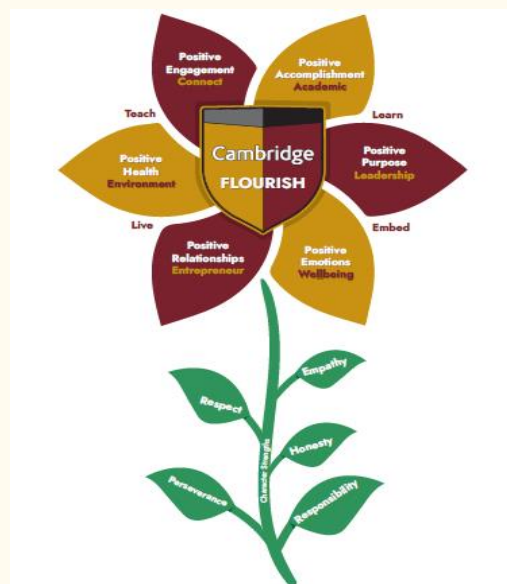 Positive
Engagement
Connect
Positive
Accomplishment
Academic
Teach
Learn
Cambridge
FLOURISH
Positive
Health
Environment
Positive
Purpose
Leadership
Live
Embed
Positive
Relationships
Entrepreneur
Positive
Emotions
Wellbeing
Empathy
Respect
Character Strengths
Honesty
Perseverance
Responsibility